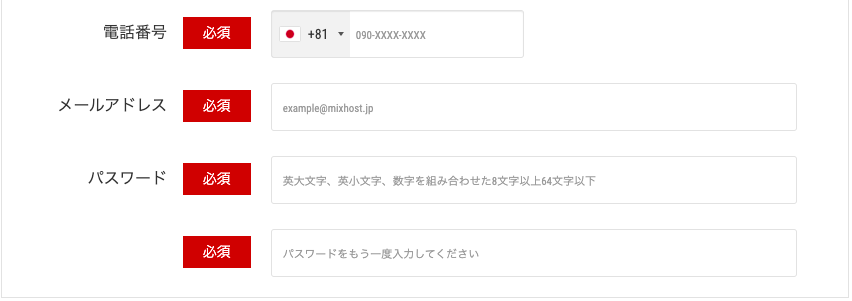 電話番号 必須 +81 090-XXXX-XXXX
メールアドレス 必須 example@mixhost.jp
パスワード 必須 英大文字、英小文字、数字を組み合わせた8文字以上64文字以下
必須 パスワードをもう一度入力してください